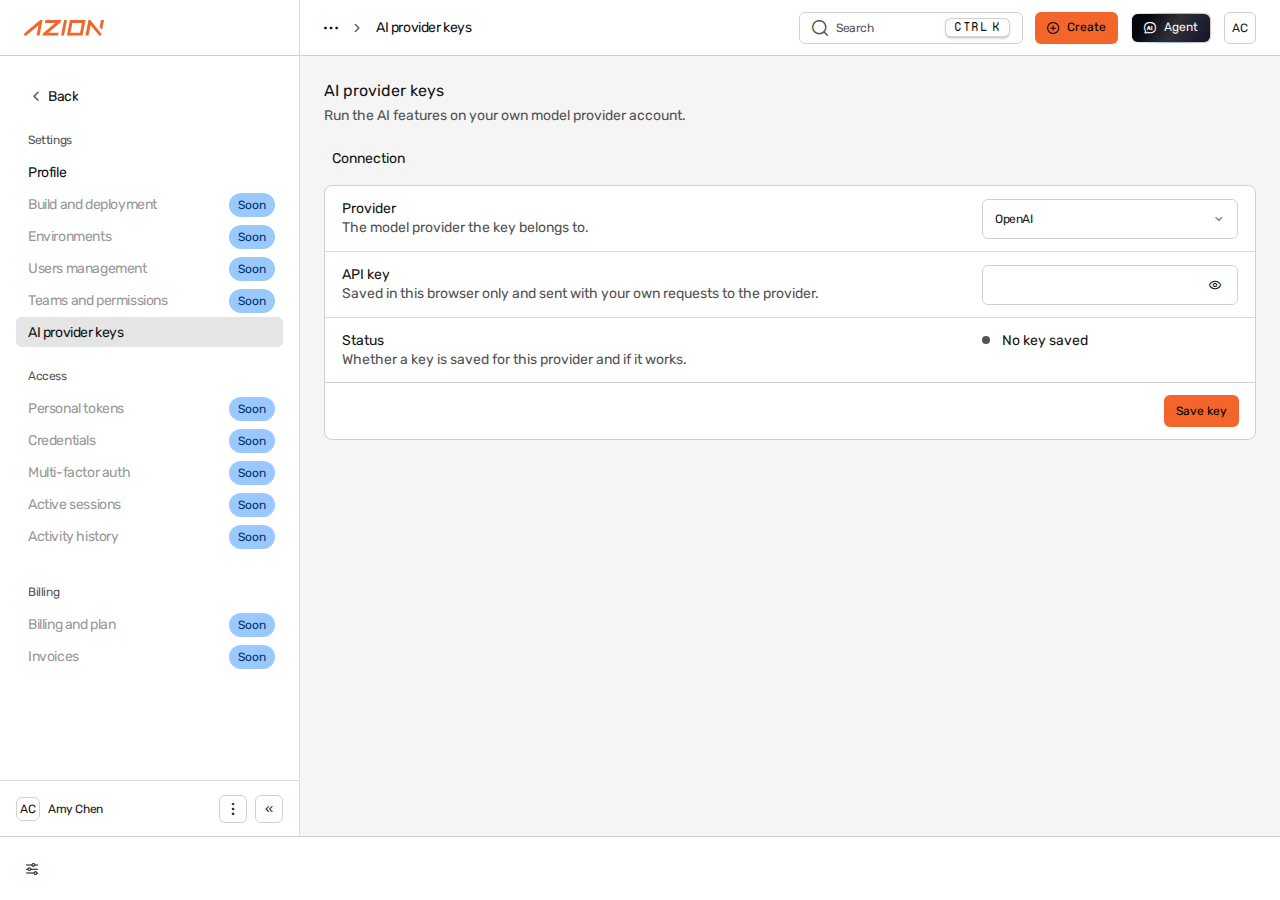 AZION
AI provider keys
Search
CTRL K
Create
Agent
AC
Back
Settings
Profile
Build and deployment
Soon
Environments
Soon
Users management
Soon
Teams and permissions
Soon
AI provider keys
Access
Personal tokens
Soon
Credentials
Soon
Multi-factor auth
Soon
Active sessions
Soon
Activity history
Soon
Billing
Billing and plan
Soon
Invoices
Soon
AC
Amy Chen
AI provider keys
Run the AI features on your own model provider account.
Connection
Provider
The model provider the key belongs to.
OpenAI
API key
Saved in this browser only and sent with your own requests to the provider.
Status
Whether a key is saved for this provider and if it works.
No key saved
Save key